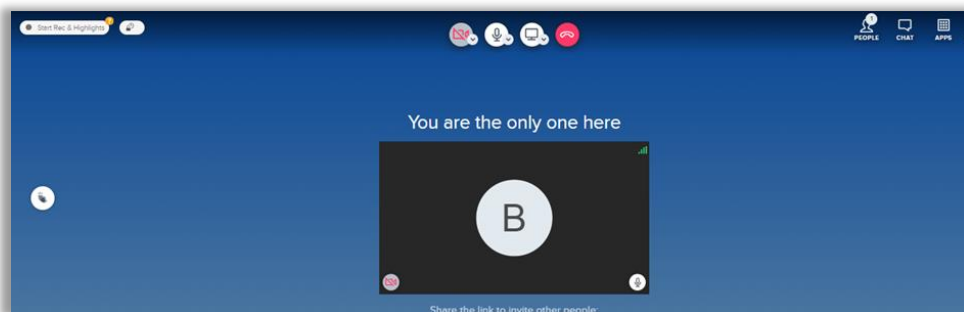 Start Rec & Highlights
1
PEOPLE
CHAT
APPS
You are the only one here
B
Share the link to invite other people: